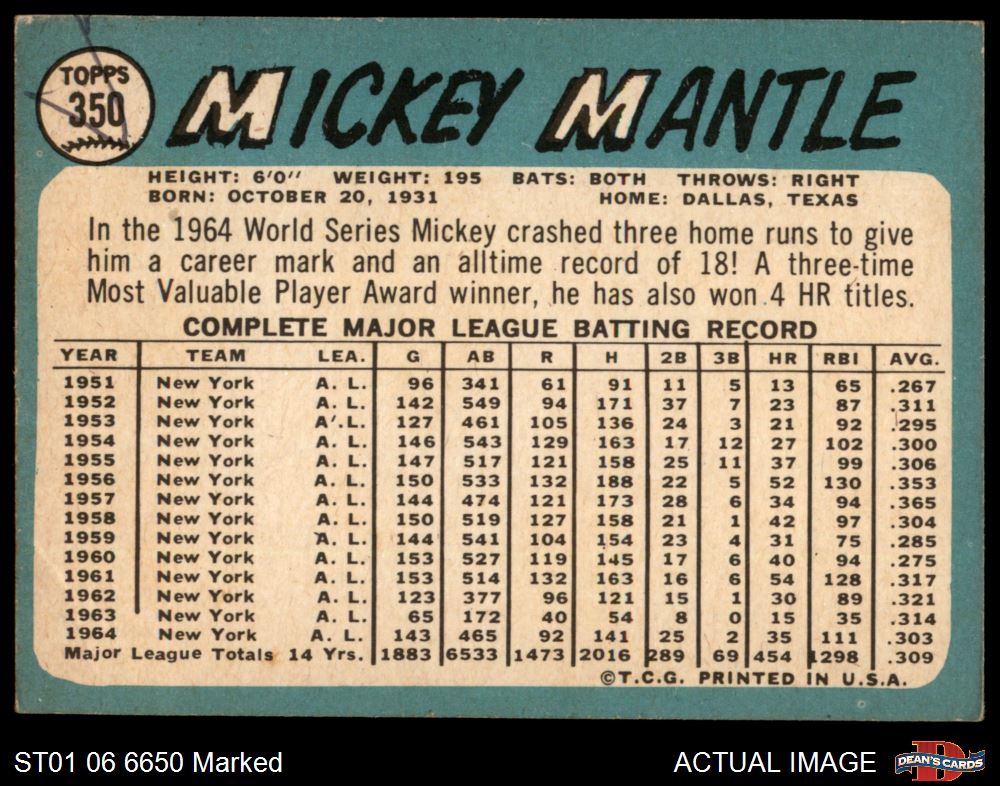 TOPPS
350
MICKEY MANTLE
HEIGHT: 6'0" WEIGHT: 195 BATS: BOTH THROWS: RIGHT
BORN: OCTOBER 20, 1931 HOME: DALLAS, TEXAS
In the 1964 World Series Mickey crashed three home runs to give
him a career mark and an alltime record of 18! A three-time
Most Valuable Player Award winner, he has also won 4 HR titles.
COMPLETE MAJOR LEAGUE BATTING RECORD
YEAR TEAM LEA. G AB R H 2B 3B HR RBI AVG.
1951 New York A. L. 96 341 61 91 11 5 13 65 .267
1952 New York A. L. 142 549 94 171 37 7 23 87 .311
1953 New York A. L. 127 461 105 136 24 3 21 92 .295
1954 New York A. L. 146 543 129 163 17 12 27 102 .300
1955 New York A. L. 147 517 121 158 25 11 37 99 .306
1956 New York A. L. 150 533 132 188 22 5 52 130 .353
1957 New York A. L. 144 474 121 173 28 6 34 94 .365
1958 New York A. L. 150 519 127 158 21 1 42 97 .304
1959 New York A. L. 144 541 104 154 23 4 31 75 .285
1960 New York A. L. 153 527 119 145 17 6 40 94 .275
1961 New York A. L. 153 514 132 163 16 6 54 128 .317
1962 New York A. L. 123 377 96 121 15 1 30 89 .321
1963 New York A. L. 65 172 40 54 8 0 15 35 .314
1964 New York A. L. 143 465 92 141 25 2 35 111 .303
Major League Totals 14 Yrs. 1883 6533 1473 2016 289 69 454 1298 .309
©T.C.G. PRINTED IN U.S.A.
ST01 06 6650 Marked ACTUAL IMAGE
D
DEAN'S CARDS